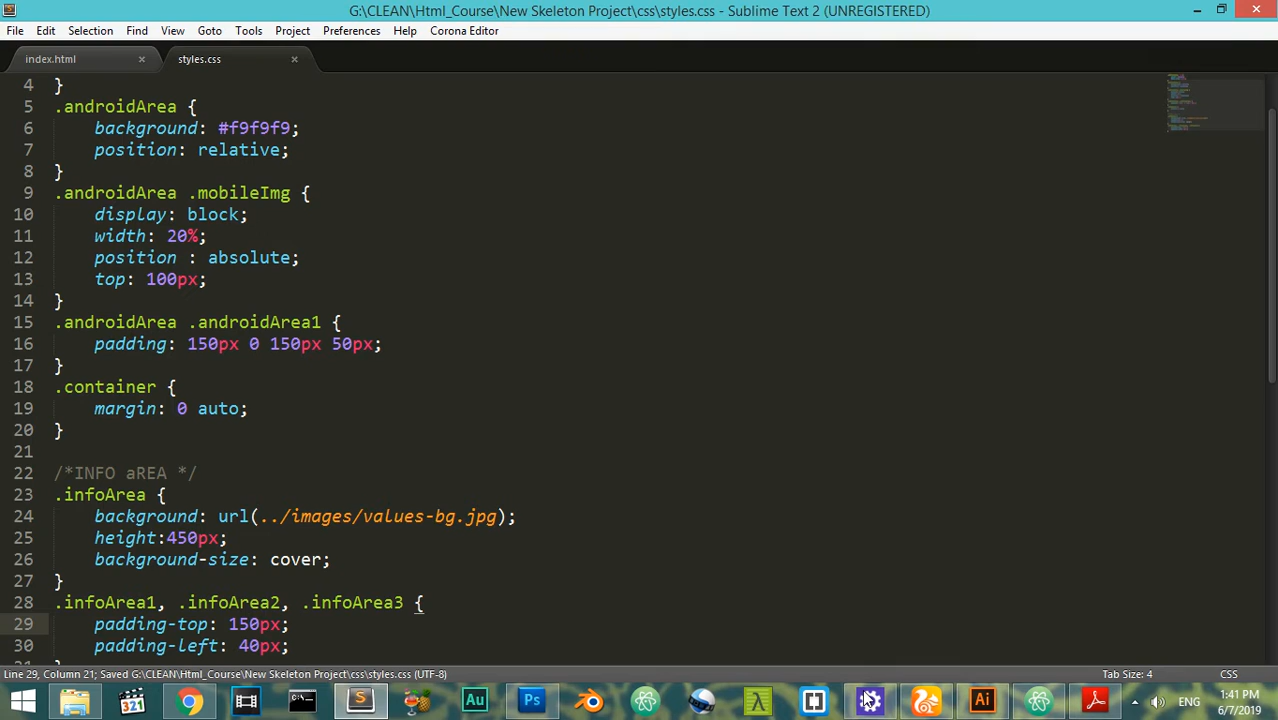 G:\CLEAN\Html_Course\New Skeleton Project\css\styles.css - Sublime Text 2 (UNREGISTERED)
File Edit Selection Find View Goto Tools Project Preferences Help Corona Editor
index.html styles.css
4 }
5 .androidArea {
6 background: #f9f9f9;
7 position: relative;
8 }
9 .androidArea .mobileImg {
10 display: block;
11 width: 20%;
12 position : absolute;
13 top: 100px;
14 }
15 .androidArea .androidArea1 {
16 padding: 150px 0 150px 50px;
17 }
18 .container {
19 margin: 0 auto;
20 }
21
22 /*INFO aREA */
23 .infoArea {
24 background: url(../images/values-bg.jpg);
25 height:450px;
26 background-size: cover;
27 }
28 .infoArea1, .infoArea2, .infoArea3 {
29 padding-top: 150px;
30 padding-left: 40px;
31 }
Line 29, Column 21; Saved G:\CLEAN\Html_Course\New Skeleton Project\css\styles.css (UTF-8) Tab Size: 4 CSS
321 Au Ps Ai ENG 1:41 PM
6/7/2019